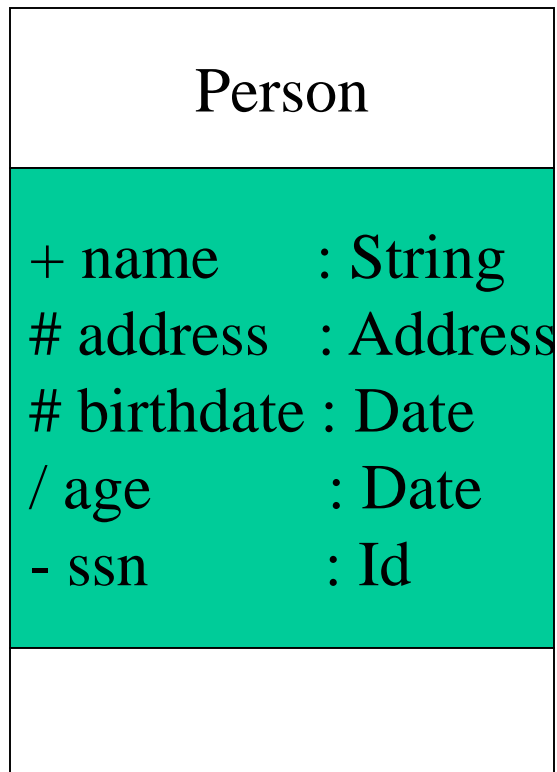 Person
+ name : String
# address : Address
# birthdate : Date
/ age : Date
- ssn : Id